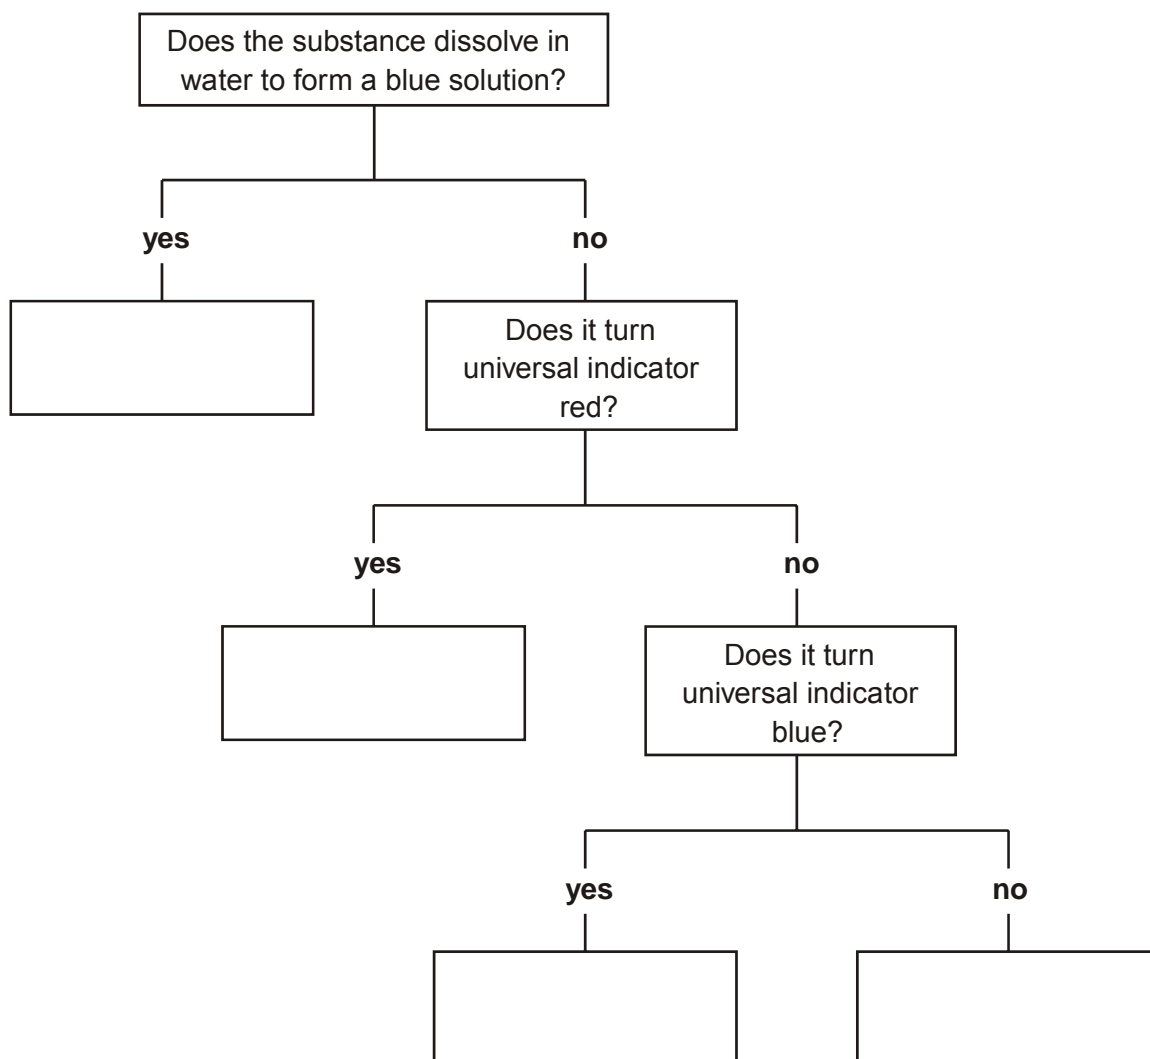 Does the substance dissolve in
water to form a blue solution?
yes
no
Does it turn
universal indicator
red?
yes
no
Does it turn
universal indicator
blue?
yes
no